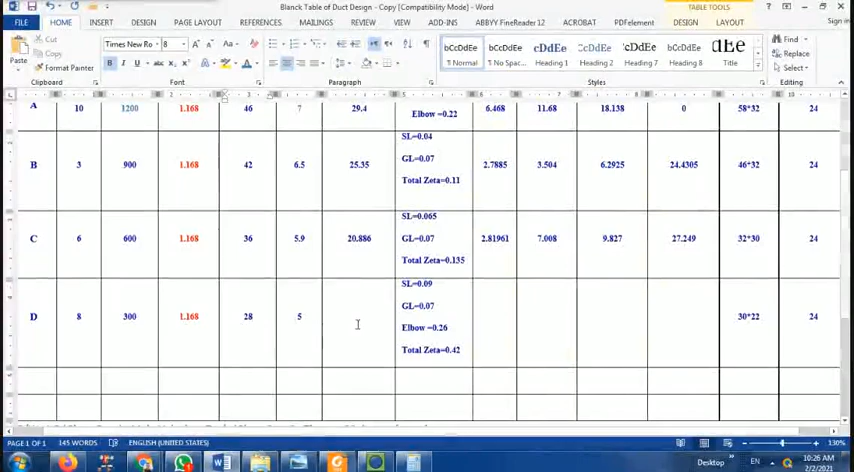 Blanck Table of Duct Design - Copy [Compatibility Mode] - Word
TABLE TOOLS
FILE HOME INSERT DESIGN PAGE LAYOUT REFERENCES MAILINGS REVIEW VIEW ADD-INS ABBYY FineReader 12 ACROBAT PDFelement DESIGN LAYOUT Sign in
Cut
Copy
Format Painter
Paste
Times New Ro 8
Clipboard Font Paragraph Styles Editing
Normal No Spac... Heading 1 Heading 2 Heading 7 Heading 8 Title
Find
Replace
Select
A 10 1200 1.168 46 7 29.4 Elbow =0.22 6.468 11.68 18.138 0 58*32 24
SL=0.04
B 3 900 1.168 42 6.5 25.35 GL=0.07 2.7885 3.504 6.2925 24.4305 46*32 24
Total Zeta=0.11
SL=0.065
C 6 600 1.168 36 5.9 20.886 GL=0.07 2.81961 7.008 9.827 27.249 32*30 24
Total Zeta=0.135
SL=0.09
GL=0.07
D 8 300 1.168 28 5 30*22 24
Elbow =0.26
Total Zeta=0.42
PAGE 1 OF 1 145 WORDS ENGLISH (UNITED STATES) 130%
Desktop EN 10:26 AM
2/2/2021